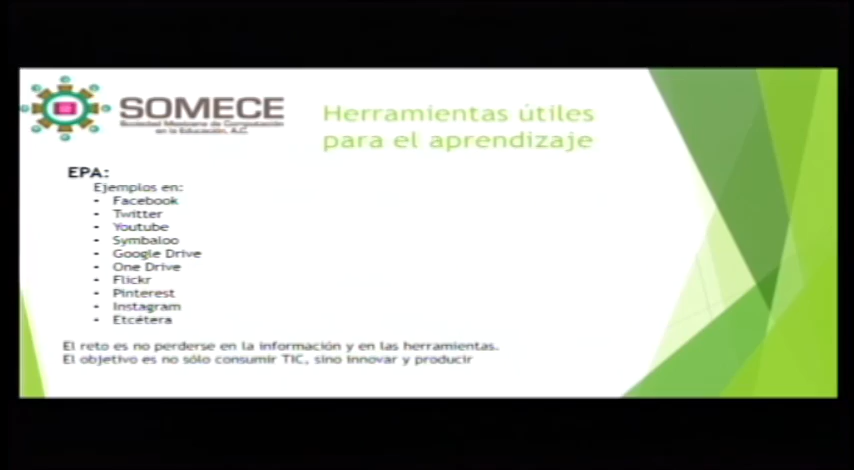 SOMECE
Sociedad Mexicana de Computación
en la Educación, A.C.
Herramientas útiles
para el aprendizaje
EPA:
Ejemplos en:
- Facebook
- Twitter
- Youtube
- Symbaloo
- Google Drive
- One Drive
- Flickr
- Pinterest
- Instagram
- Etcétera
El reto es no perderse en la información y en las herramientas.
El objetivo es no sólo consumir TIC, sino innovar y producir